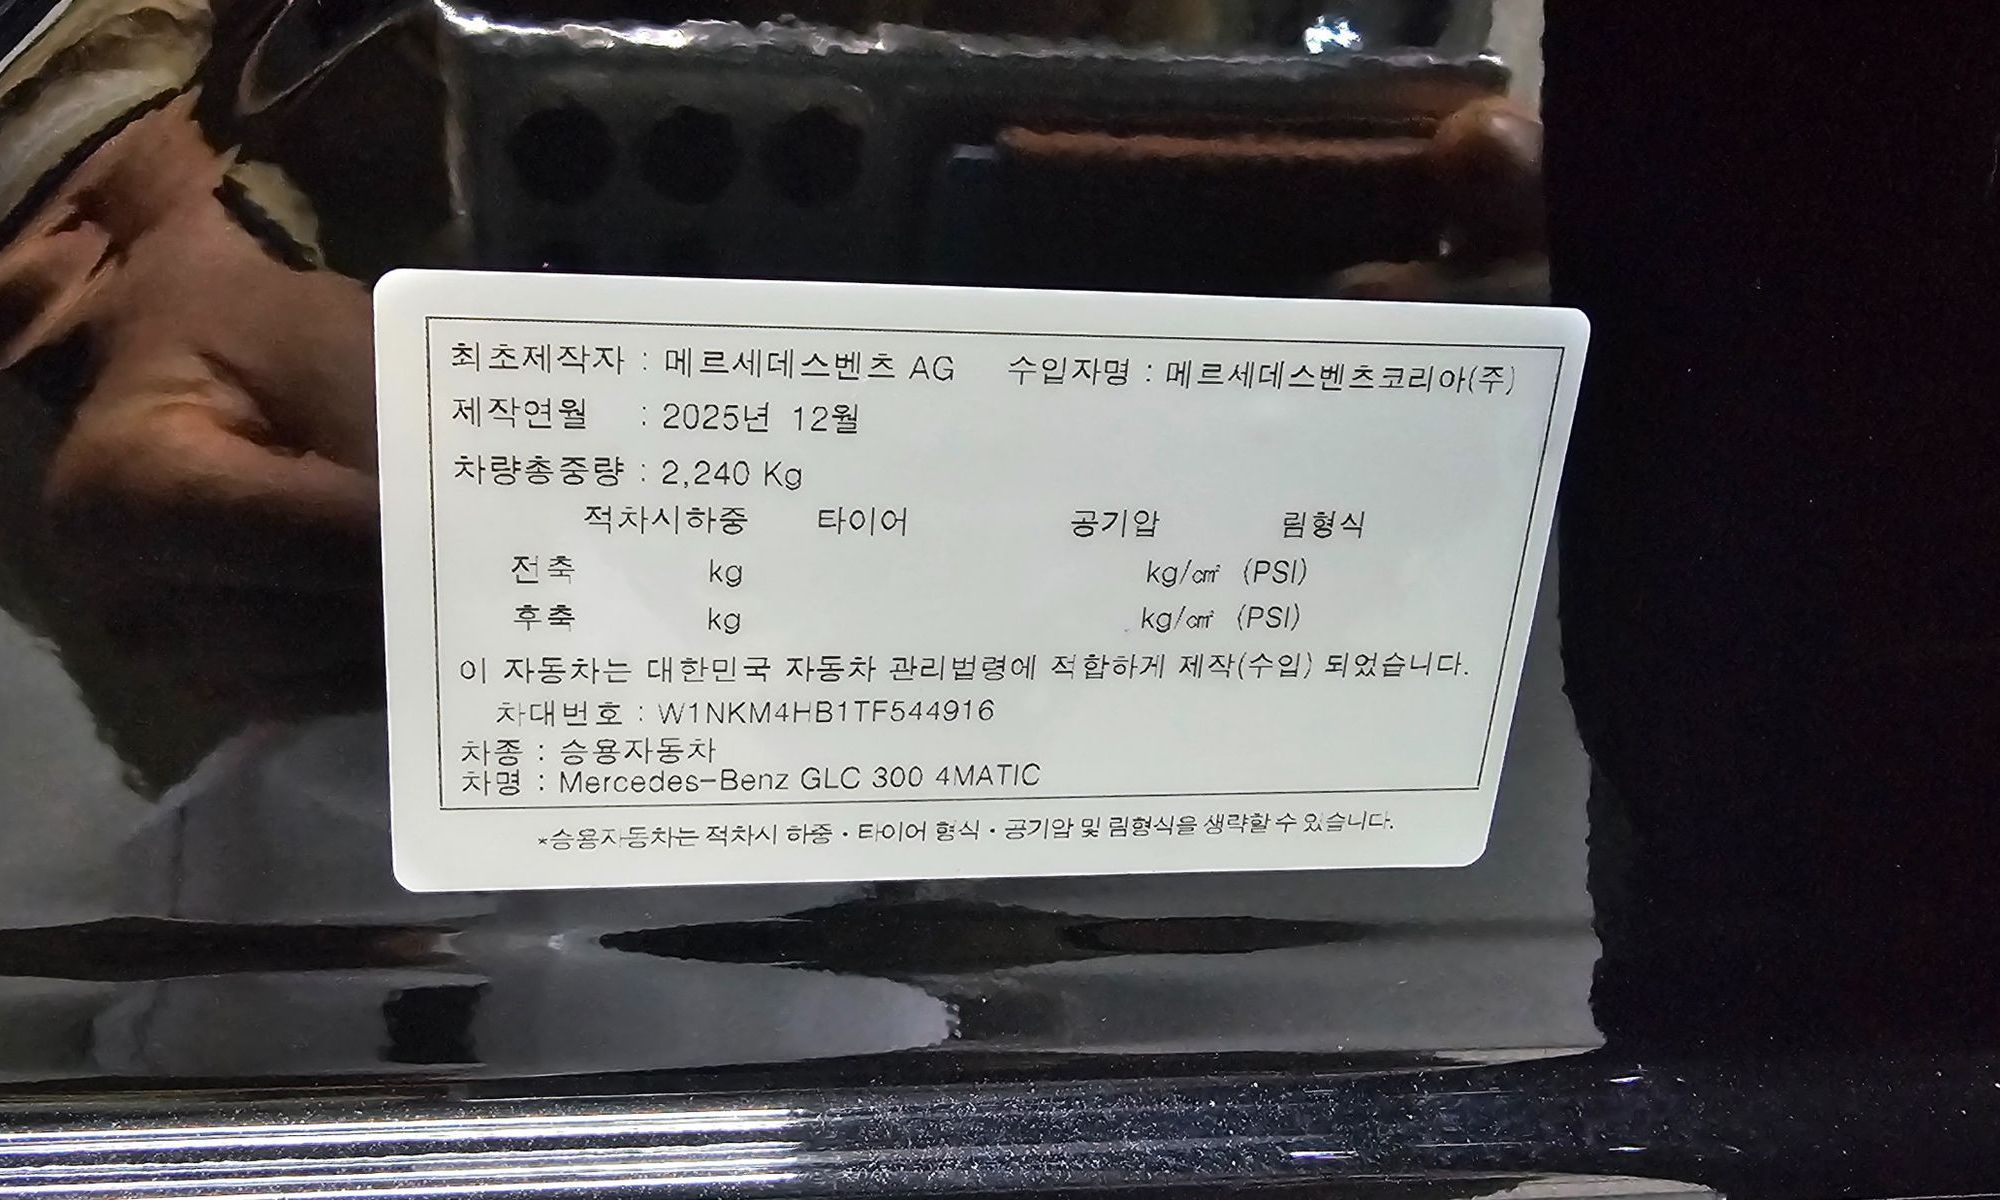 최초제작자 : 메르세데스벤츠 AG 수입자명 : 메르세데스벤츠코리아(주)
제작연월 : 2025년 12월
차량총중량 : 2,240 Kg
적차시하중 타이어 공기압 림형식
전축 kg kg/㎠ (PSI)
후축 kg kg/㎠ (PSI)
이 자동차는 대한민국 자동차 관리법령에 적합하게 제작(수입) 되었습니다.
차대번호 : W1NKM4HB1TF544916
차종 : 승용자동차
차명 : Mercedes-Benz GLC 300 4MATIC
*승용자동차는 적차시 하중·타이어 형식·공기압 및 림형식을 생략할 수 있습니다.